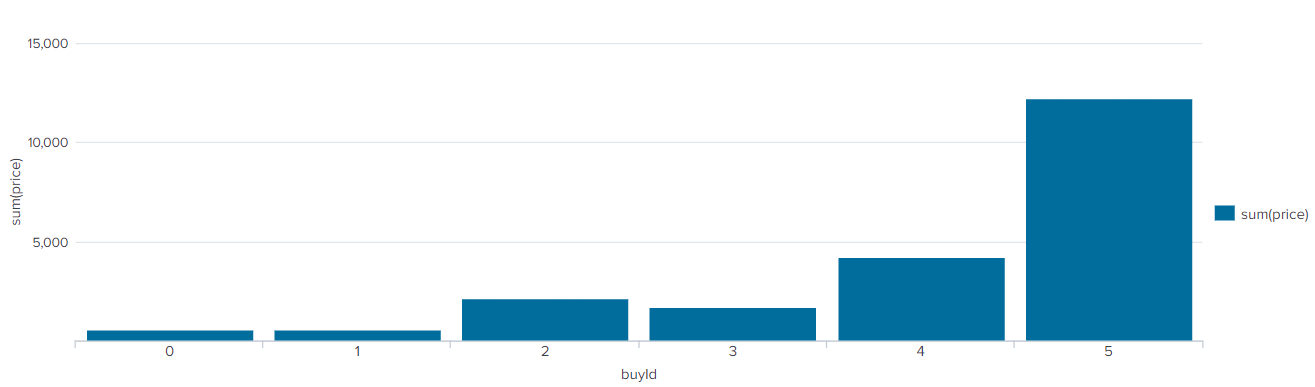 15,000
10,000
5,000
sum(price)
0 1 2 3 4 5
buyId
sum(price)